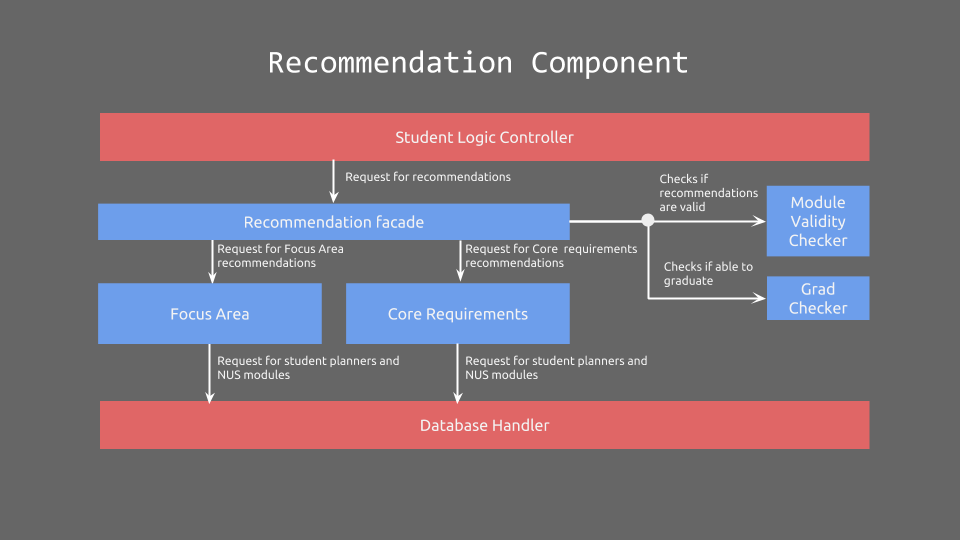 Recommendation Component
Student Logic Controller
Request for recommendations
Checks if
recommendations
are valid
Module
Validity
Checker
Recommendation facade
Request for Focus Area
recommendations
Request for Core requirements
recommendations
Checks if able to
graduate
Grad
Checker
Focus Area
Core Requirements
Request for student planners and
NUS modules
Request for student planners and
NUS modules
Database Handler